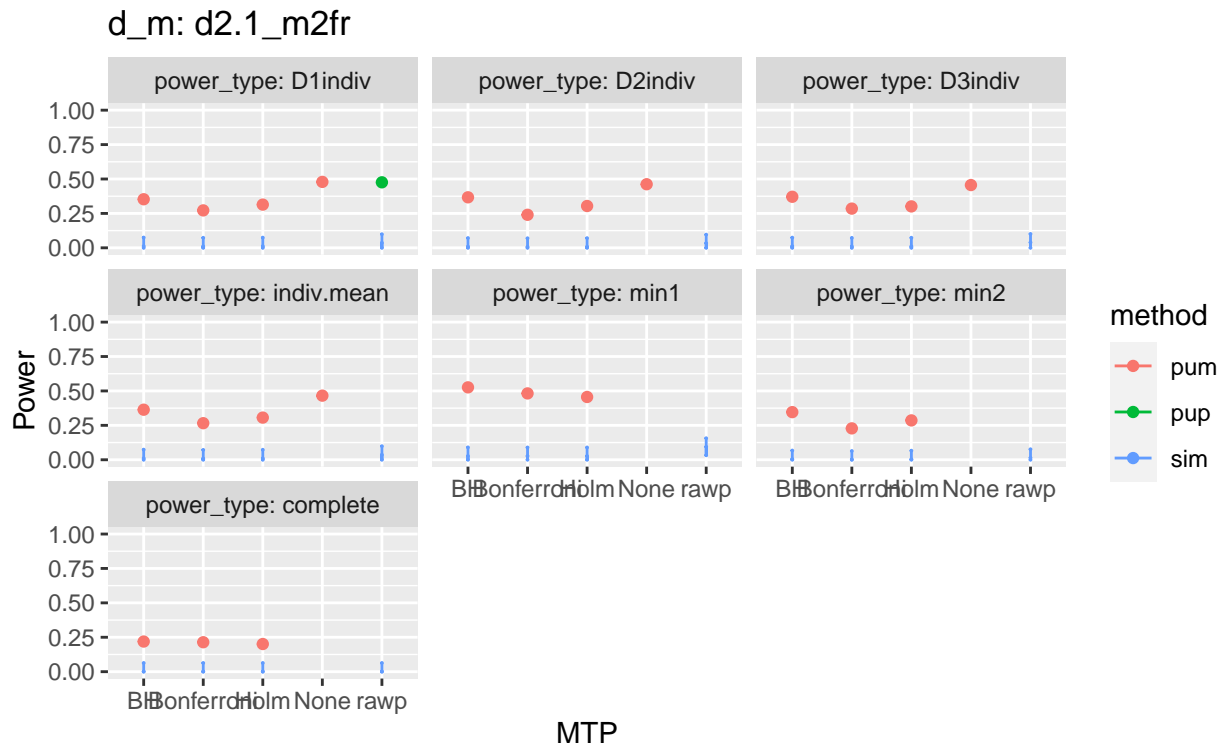 d_m: d2.1_m2fr
power_type: D1indiv
power_type: D2indiv
power_type: D3indiv
1.00
0.75
0.50
0.25
0.00
power_type: indiv.mean
power_type: min1
power_type: min2
1.00
0.75
0.50
0.25
0.00
BH Bonferroni Holm None rawp
BH Bonferroni Holm None rawp
power_type: complete
1.00
0.75
0.50
0.25
0.00
BH Bonferroni Holm None rawp
Power
MTP
method
pum
pup
sim